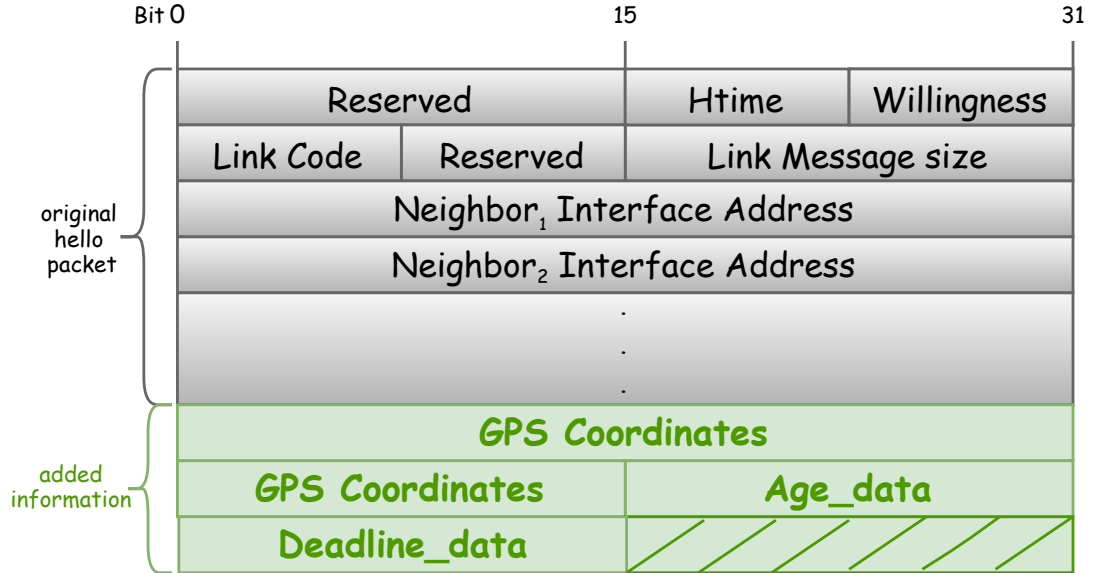 Bit 0 15 31
Reserved Htime Willingness
Link Code Reserved Link Message size
Neighbor₁ Interface Address
Neighbor₂ Interface Address
.
.
.
original
hello
packet
GPS Coordinates
GPS Coordinates Age_data
Deadline_data
added
information